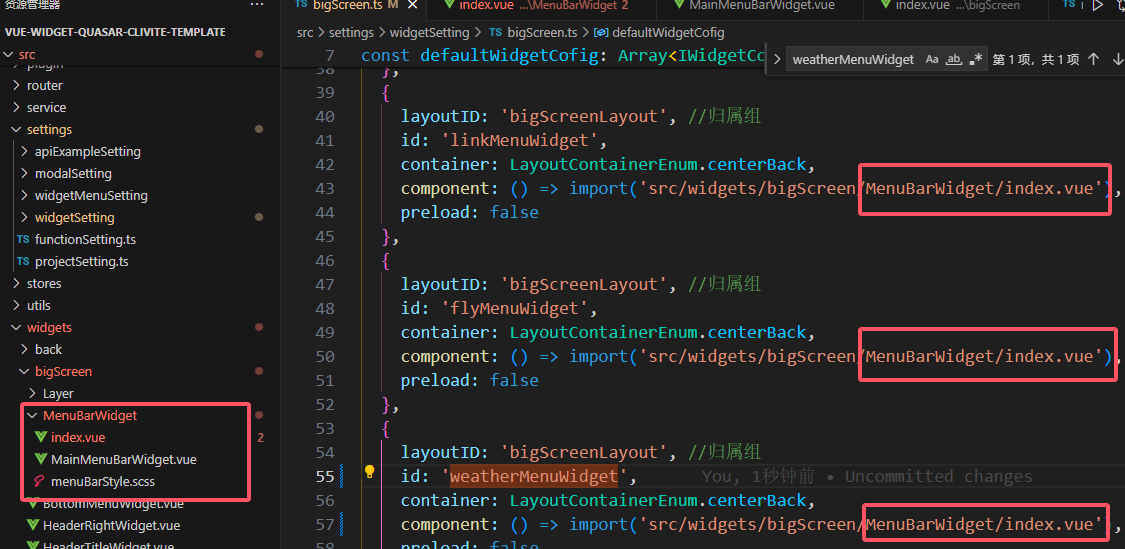 资源管理器
VUE-WIDGET-QUASAR-CLIVITE-TEMPLATE
src
plugin
router
service
settings
apiExampleSetting
modalSetting
widgetMenuSetting
widgetSetting
TS functionSetting.ts
TS projectSetting.ts
stores
utils
widgets
back
bigScreen
Layer
MenuBarWidget
index.vue 2
MainMenuBarWidget.vue
menuBarStyle.scss
BottomMenuWidget.vue
HeaderRightWidget.vue
HeaderTitleWidget.vue
bigScreen.ts M
index.vue ...\MenuBarWidget 2
MainMenuBarWidget.vue
index.vue ...\bigScreen
src > settings > widgetSetting > TS bigScreen.ts > defaultWidgetCofig
weatherMenuWidget Aa ab 第 1 项, 共 1 项
7 const defaultWidgetCofig: Array<IWidgetCo
38 },
39 {
40 layoutID: 'bigScreenLayout', //归属组
41 id: 'linkMenuWidget',
42 container: LayoutContainerEnum.centerBack,
43 component: () => import('src/widgets/bigScreen/MenuBarWidget/index.vue'),
44 preload: false
45 },
46 {
47 layoutID: 'bigScreenLayout', //归属组
48 id: 'flyMenuWidget',
49 container: LayoutContainerEnum.centerBack,
50 component: () => import('src/widgets/bigScreen/MenuBarWidget/index.vue'),
51 preload: false
52 },
53 {
54 layoutID: 'bigScreenLayout', //归属组
55 id: 'weatherMenuWidget', You, 1秒钟前 • Uncommitted changes
56 container: LayoutContainerEnum.centerBack,
57 component: () => import('src/widgets/bigScreen/MenuBarWidget/index.vue'),
58 preload: false